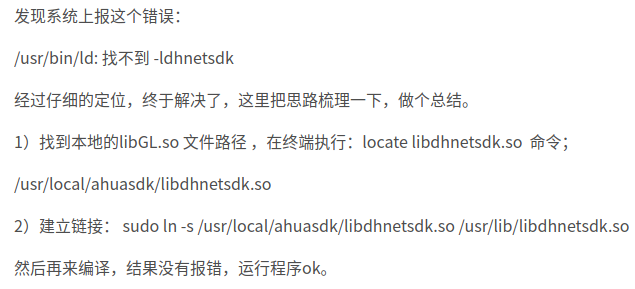 发现系统上报这个错误：
/usr/bin/ld: 找不到 -ldhnetsdk
经过仔细的定位，终于解决了，这里把思路梳理一下，做个总结。
1）找到本地的libGL.so 文件路径 ，在终端执行：locate libdhnetsdk.so  命令；
/usr/local/ahuasdk/libdhnetsdk.so
2）建立链接： sudo ln -s /usr/local/ahuasdk/libdhnetsdk.so /usr/lib/libdhnetsdk.so
然后再来编译，结果没有报错，运行程序ok。